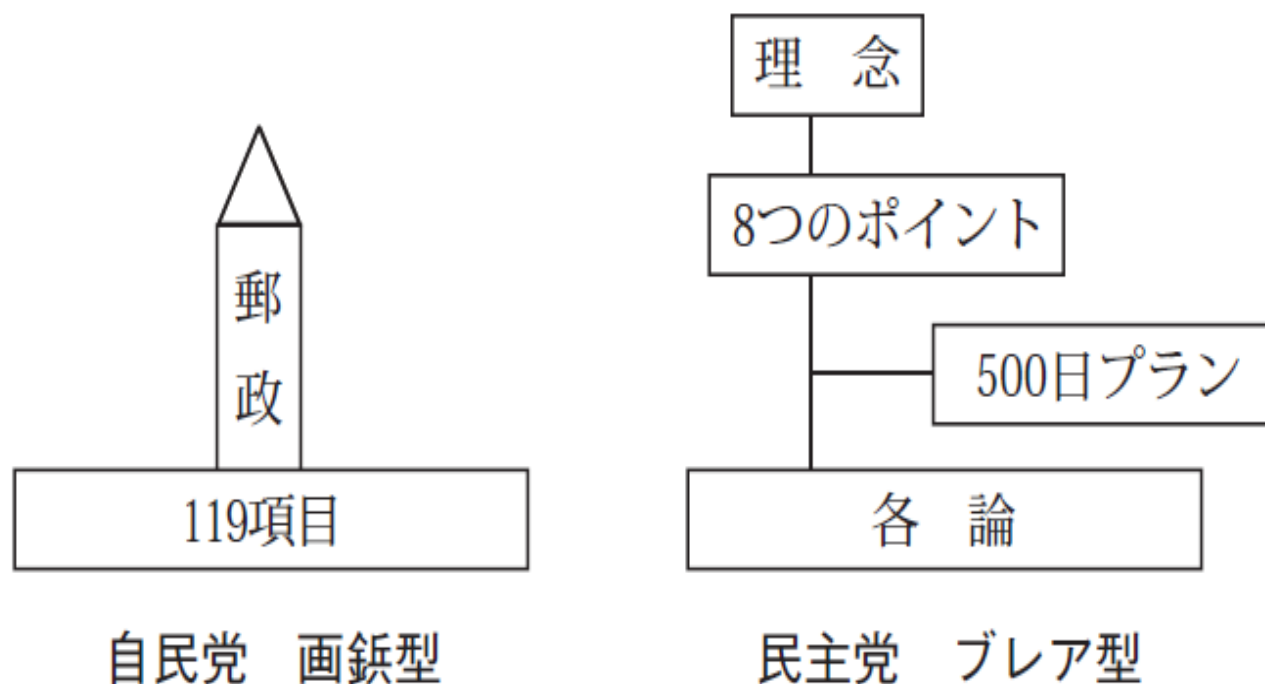 郵政
119項目
自民党　画鋲型
理　念
8つのポイント
500日プラン
各　論
民主党　ブレア型